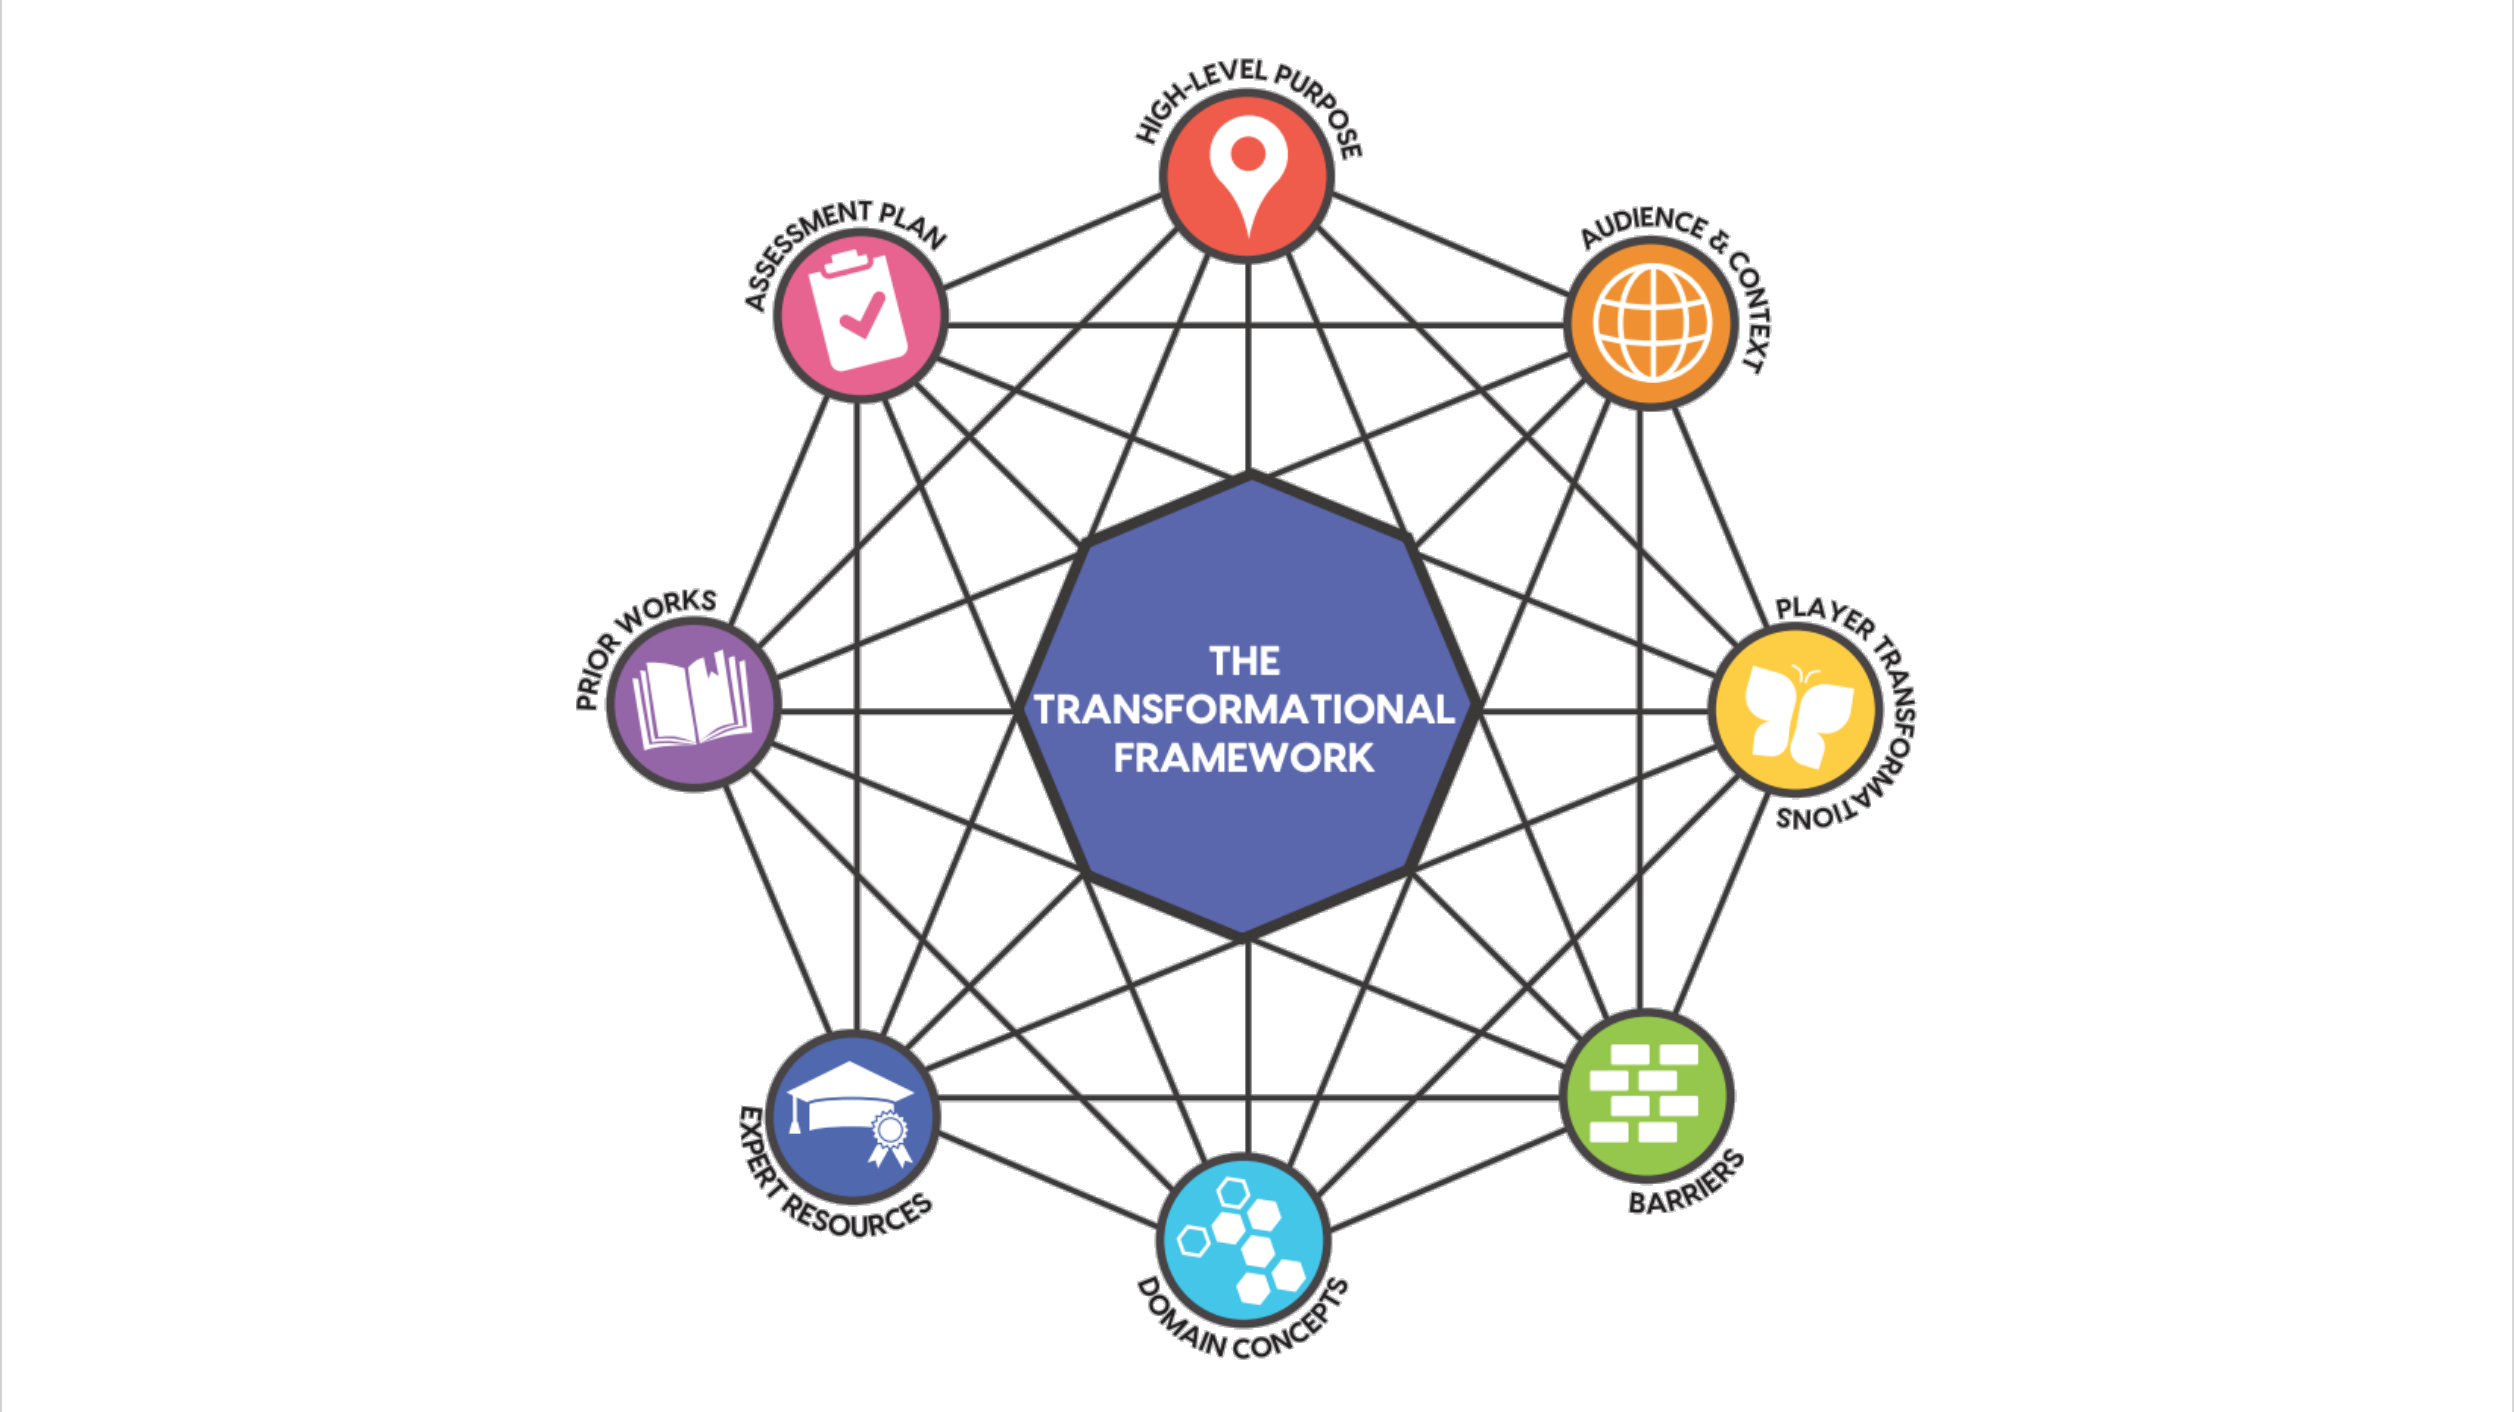 HIGH-LEVEL PURPOSE
AUDIENCE & CONTEXT
PLAYER TRANSFORMATIONS
BARRIERS
DOMAIN CONCEPTS
EXPERT RESOURCES
PRIOR WORKS
ASSESSMENT PLAN
THE
TRANSFORMATIONAL
FRAMEWORK